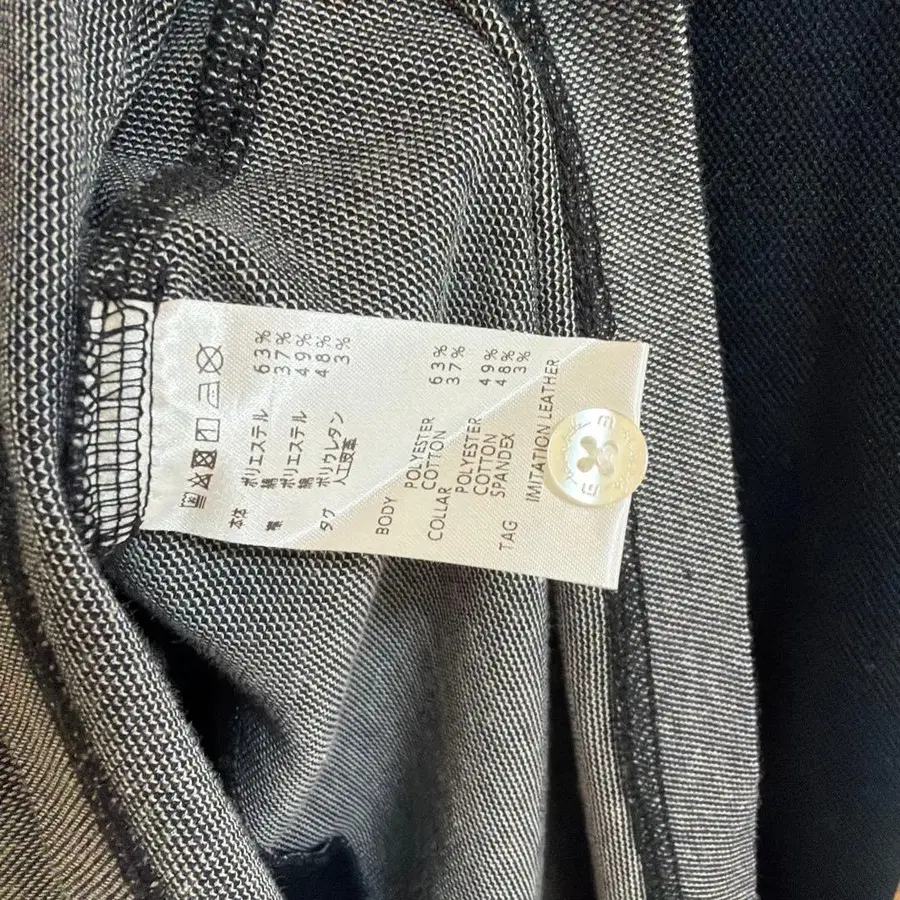 本体 ポリエステル 63%
綿 37%
襟 ポリエステル 49%
綿 48%
ポリウレタン 3%
タグ 人工皮革
BODY POLYESTER 63%
COTTON 37%
COLLAR POLYESTER 49%
COTTON 48%
SPANDEX 3%
TAG IMITATION LEATHER